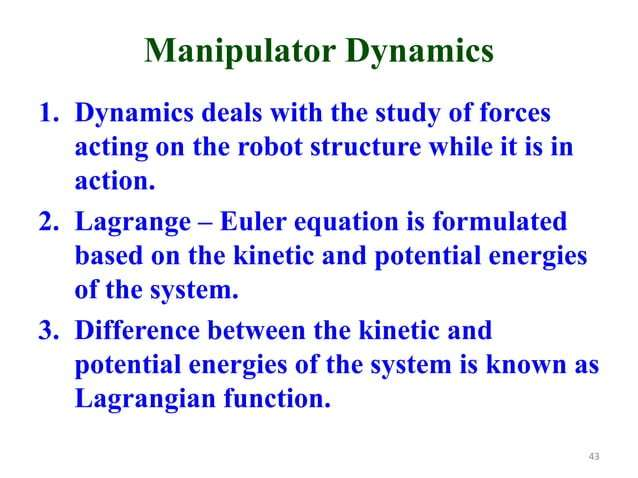 Manipulator Dynamics
1. Dynamics deals with the study of forces
acting on the robot structure while it is in
action.
2. Lagrange – Euler equation is formulated
based on the kinetic and potential energies
of the system.
3. Difference between the kinetic and
potential energies of the system is known as
Lagrangian function.
43